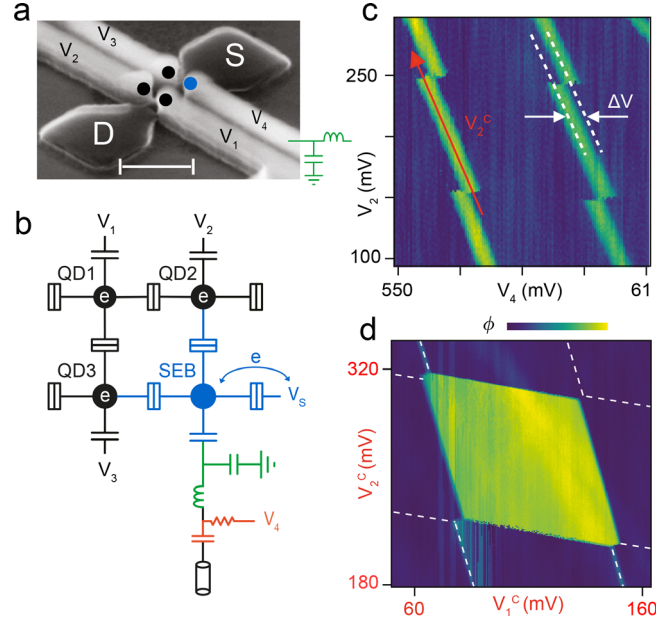 a
V₃
V₂
S
D
V₁
V₄
b
V₁
V₂
QD1
QD2
e
e
QD3
SEB
e
e
Vₛ
V₃
V₄
c
250
V₂ (mV)
100
V₂ᶜ
ΔV
550
V₄ (mV)
61
d
ϕ
320
V₂ᶜ (mV)
180
60
V₁ᶜ (mV)
160